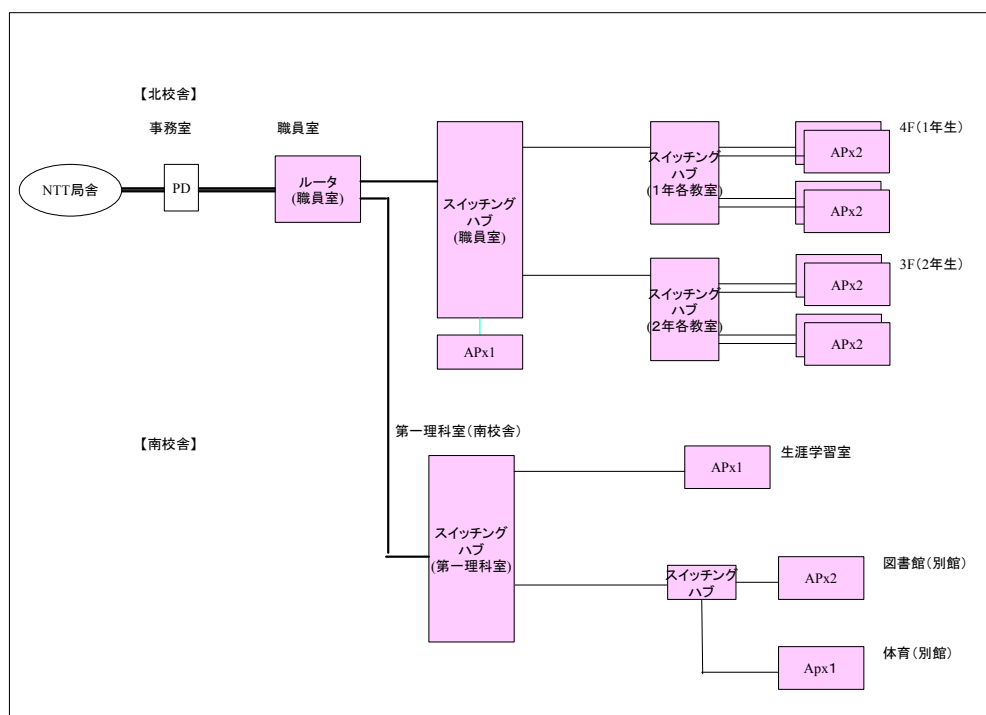 【北校舎】
事務室
職員室
NTT局舎
PD
ルータ
(職員室)
スイッチング
ハブ
(職員室)
APx1
スイッチング
ハブ
(1年各教室)
APx2
APx2
4F(1年生)
スイッチング
ハブ
(2年各教室)
APx2
APx2
3F(2年生)
【南校舎】
第一理科室(南校舎)
スイッチング
ハブ
(第一理科室)
APx1
生涯学習室
スイッチング
ハブ
APx2
図書館(別館)
Apx1
体育(別館)